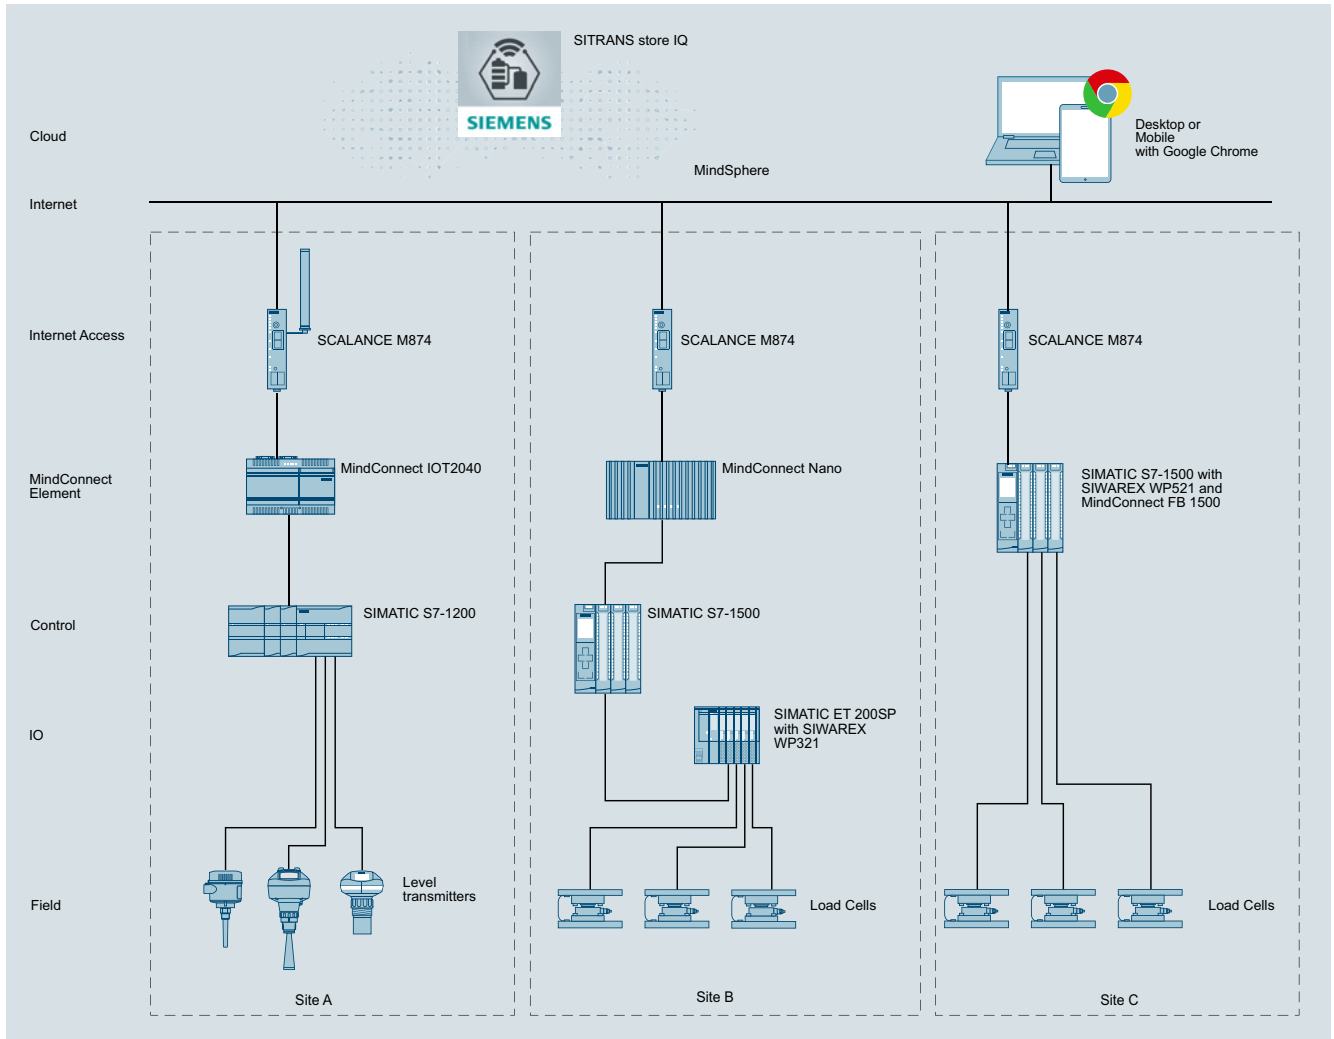 SITRANS store IQ
SIEMENS
Cloud
Desktop or
Mobile
with Google Chrome
MindSphere
Internet
Internet Access
SCALANCE M874
SCALANCE M874
SCALANCE M874
MindConnect
Element
MindConnect IOT2040
MindConnect Nano
SIMATIC S7-1500 with
SIWAREX WP521 and
MindConnect FB 1500
Control
SIMATIC S7-1200
SIMATIC S7-1500
IO
SIMATIC ET 200SP
with SIWAREX
WP321
Field
Level
transmitters
Load Cells
Load Cells
Site A
Site B
Site C